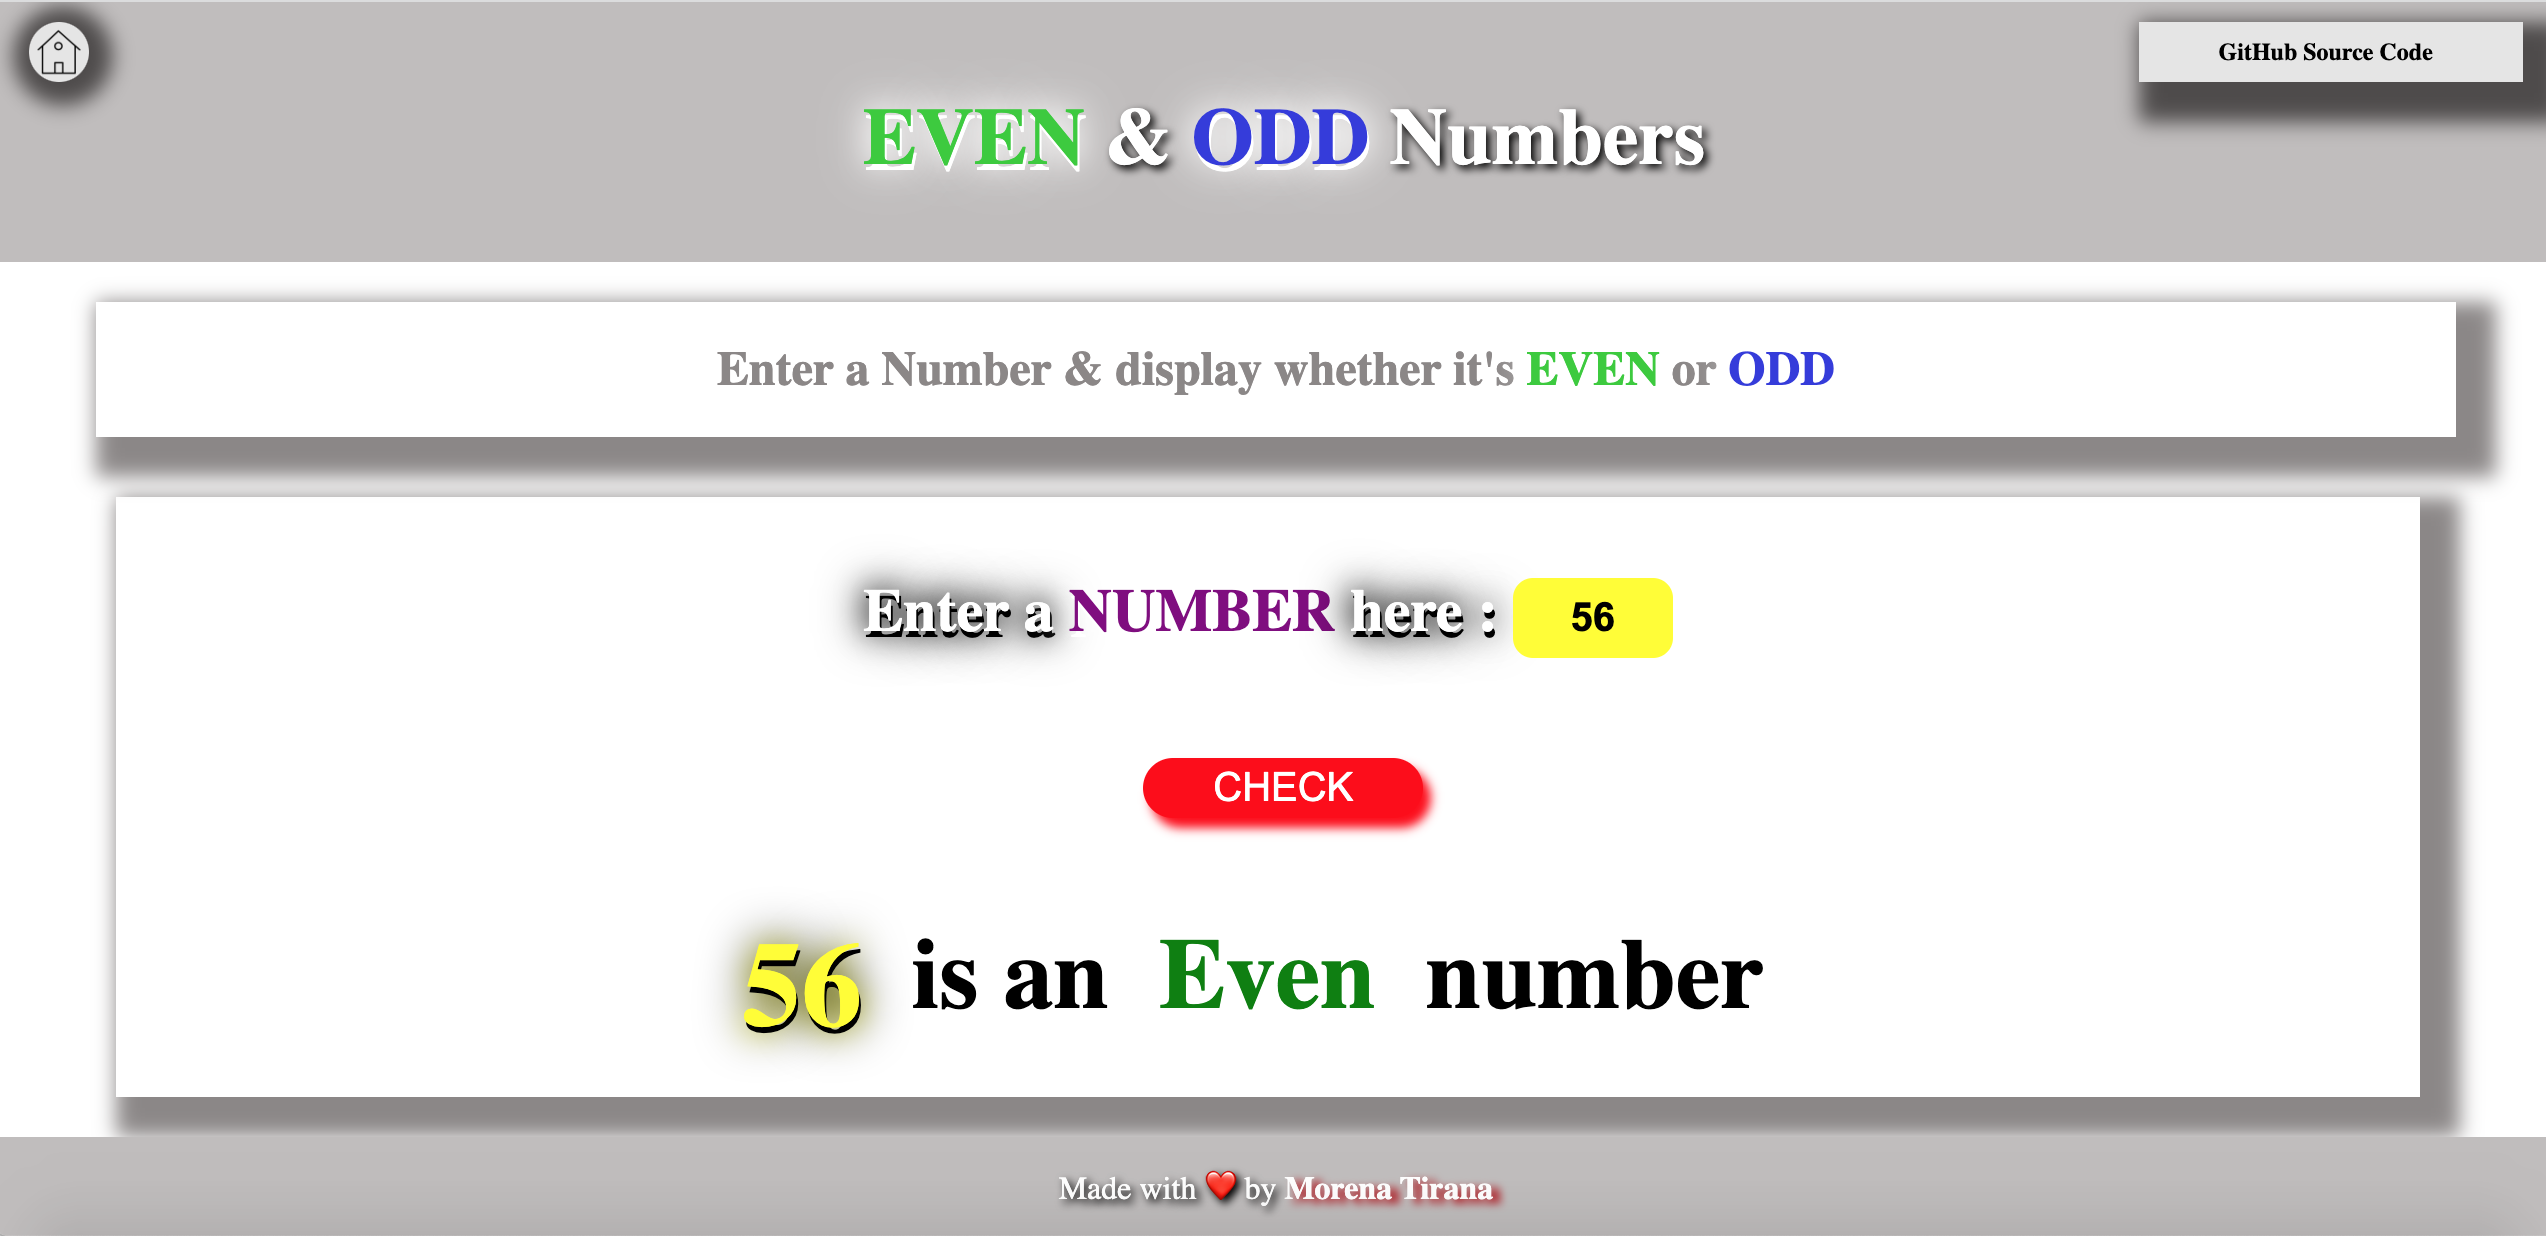 GitHub Source Code
EVEN & ODD Numbers
Enter a Number & display whether it's EVEN or ODD
Enter a NUMBER here : 56
CHECK
56 is an Even number
Made with ❤️ by Morena Tirana